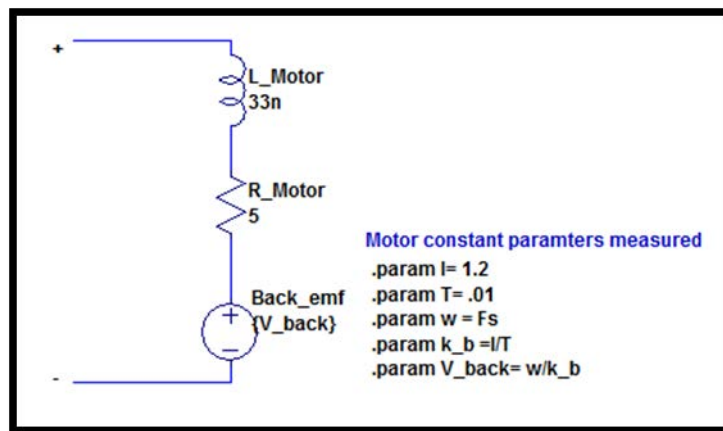 +
L_Motor
33n
R_Motor
5
Motor constant paramters measured
.param I= 1.2
.param T= .01
Back_emf
.param w = Fs
{V_back}
.param k_b =I/T
.param V_back= w/k_b
-